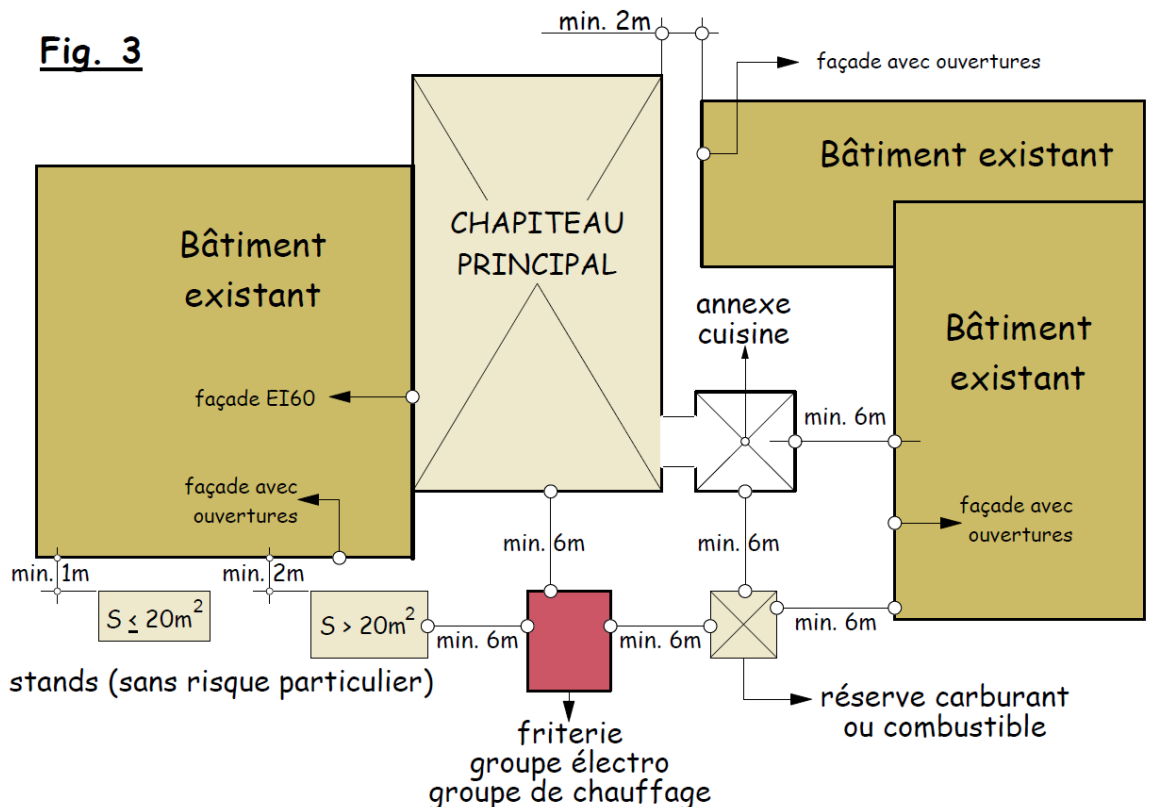 Fig. 3
min. 2m
façade avec ouvertures
Bâtiment existant
Bâtiment
existant
CHAPITEAU
PRINCIPAL
annexe
cuisine
Bâtiment
existant
façade EI60
min. 6m
façade avec
ouvertures
façade avec
ouvertures
min. 6m
min. 6m
min. 1m
min. 2m
S ≤ 20m²
S > 20m²
min. 6m
min. 6m
min. 6m
stands (sans risque particulier)
réserve carburant
ou combustible
friterie
groupe électro
groupe de chauffage